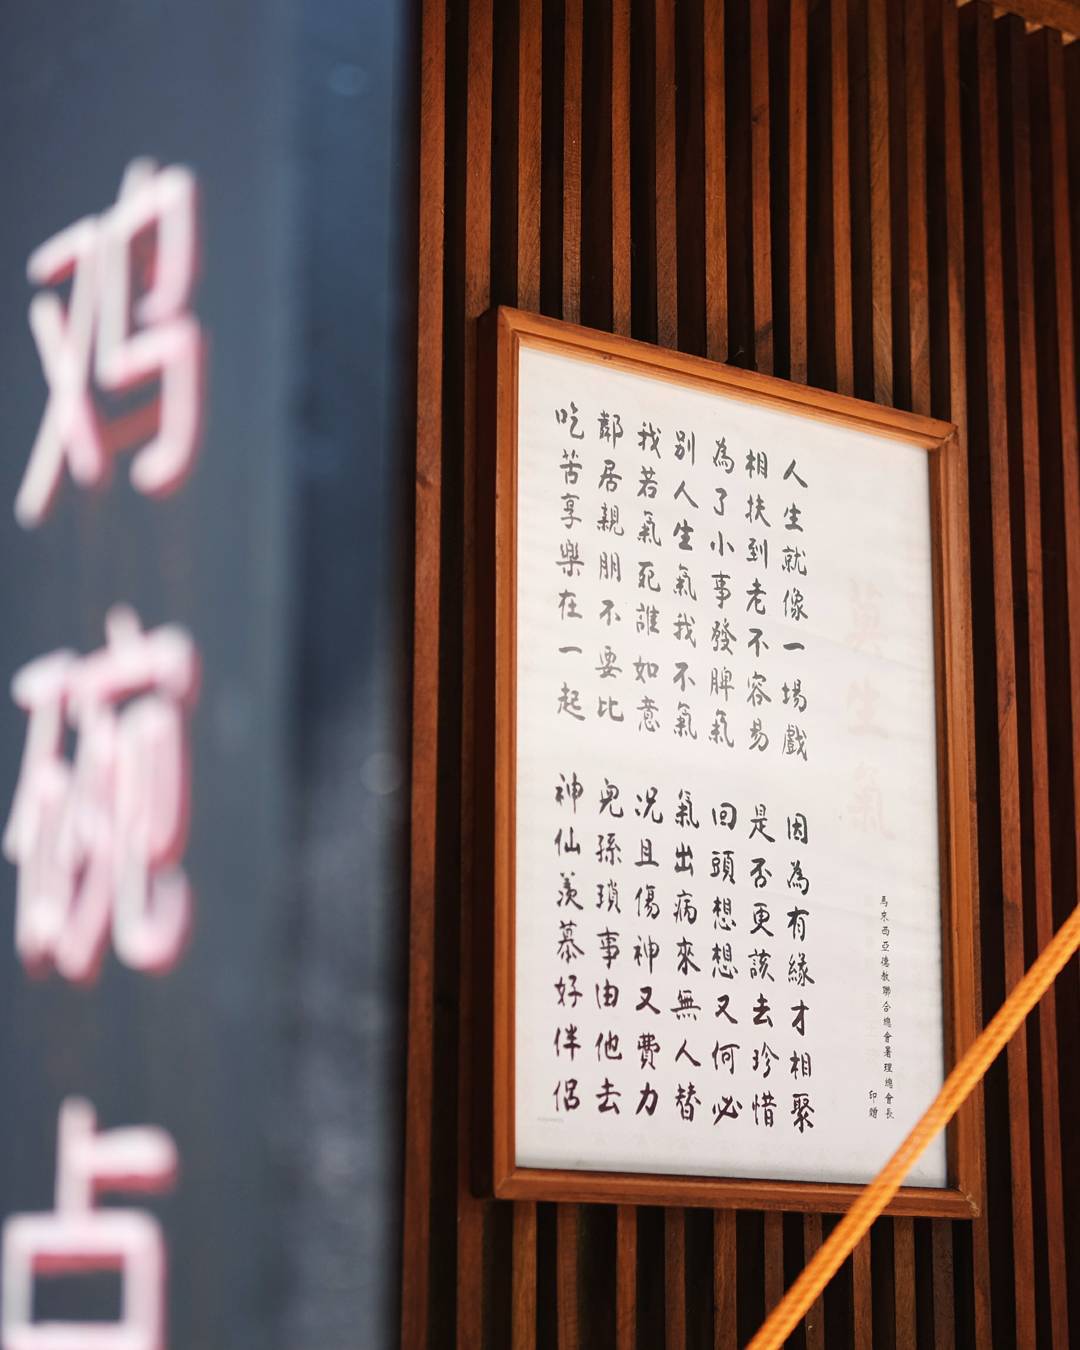 鸡碗占
莫生氣
馬來西亞德教聯合總會署理總會長
印贈
人生就像一場戲 因為有緣才相聚
相扶到老不容易 是否更該去珍惜
為了小事發脾氣 回頭想想又何必
別人生氣我不氣 氣出病來無人替
我若氣死誰如意 況且傷神又費力
鄰居親朋不要比 兒孫瑣事由他去
吃苦享樂在一起 神仙羨慕好伴侶